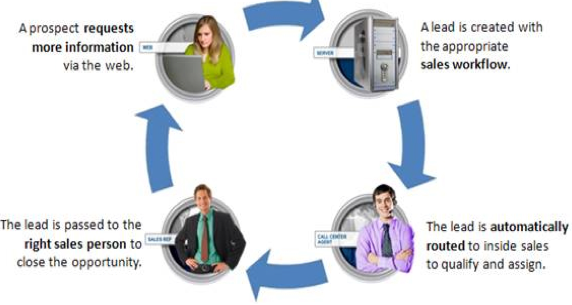 A prospect requests
more information
via the web.
WEB
SERVER
A lead is created with
the appropriate
sales workflow.
The lead is passed to the
right sales person to
close the opportunity.
SALES REP
CALL CENTER
AGENT
The lead is automatically
routed to inside sales
to qualify and assign.